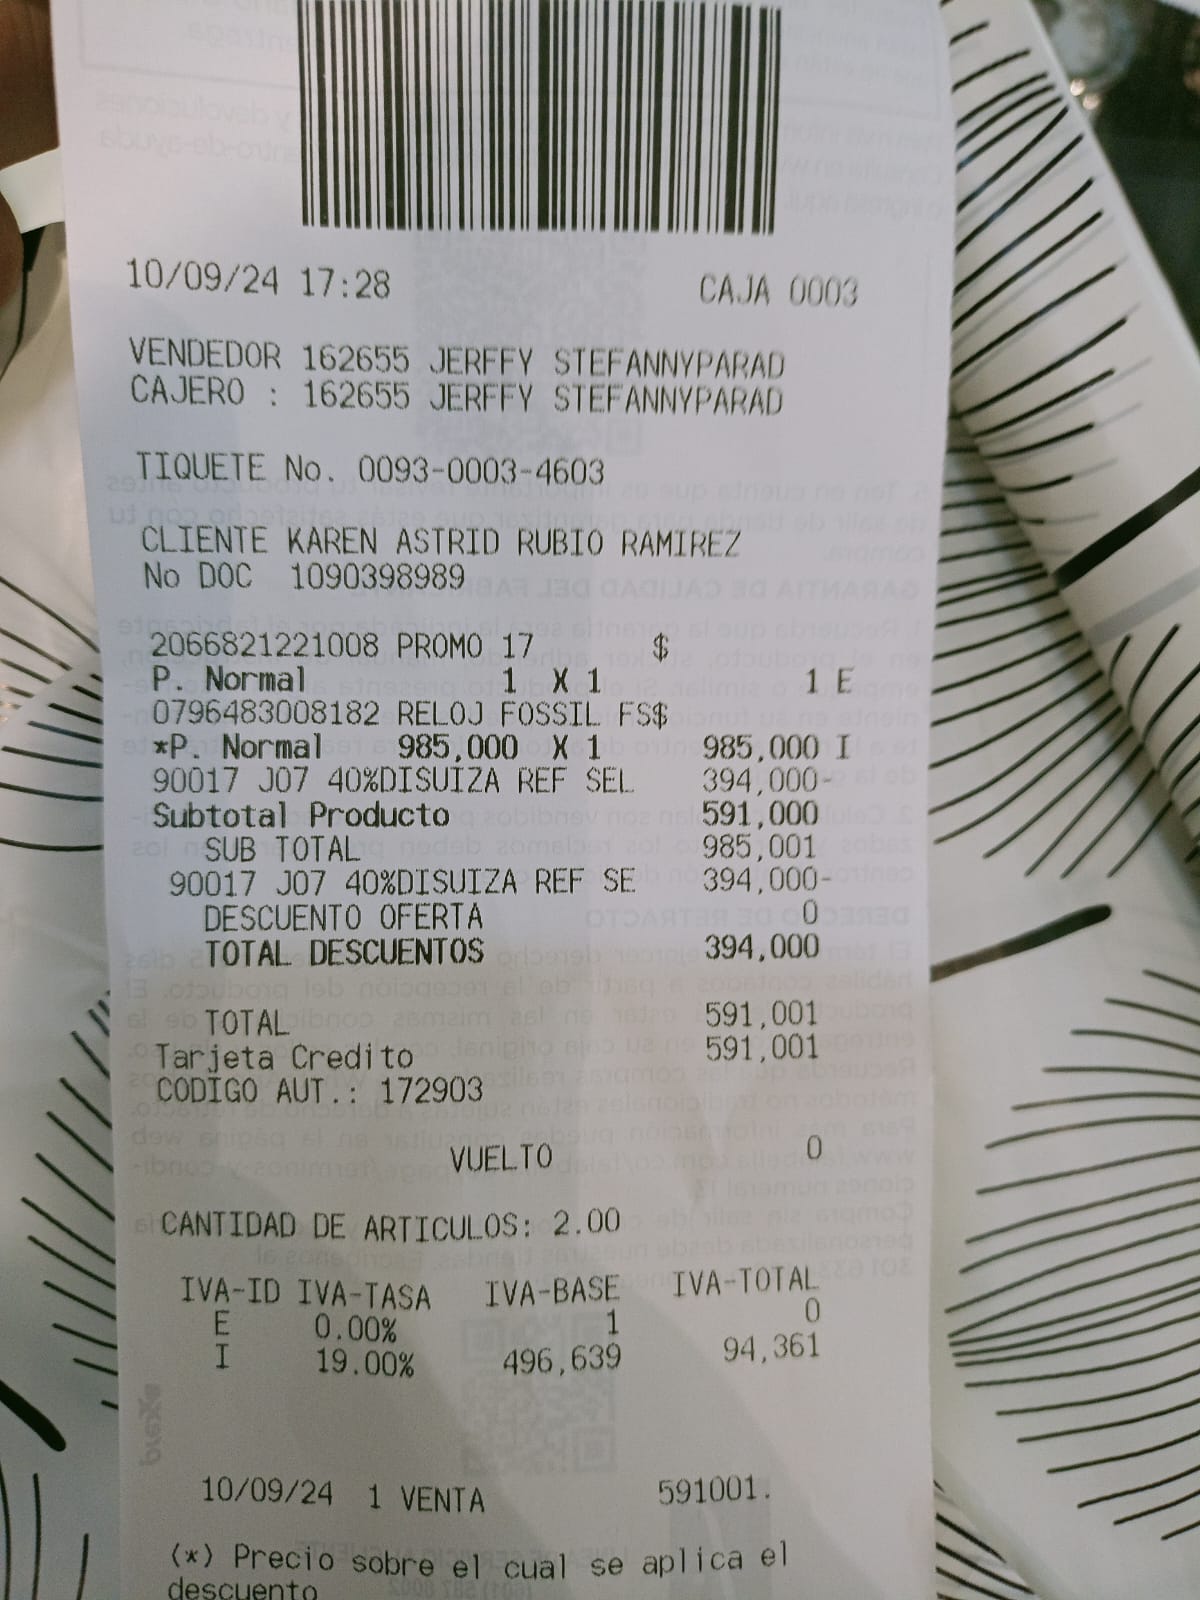 10/09/24 17:28 CAJA 0003
VENDEDOR 162655 JERFFY STEFANNYPARAD
CAJERO : 162655 JERFFY STEFANNYPARAD
TIQUETE No. 0093-0003-4603
CLIENTE KAREN ASTRID RUBIO RAMIREZ
No DOC 1090398989
2066821221008 PROMO 17 $
P. Normal 1 X 1 1 E
0796483008182 RELOJ FOSSIL FS$
*P. Normal 985,000 X 1 985,000 I
90017 J07 40%DISUIZA REF SEL 394,000-
Subtotal Producto 591,000
SUB TOTAL 985,001
90017 J07 40%DISUIZA REF SE 394,000-
DESCUENTO OFERTA 0
TOTAL DESCUENTOS 394,000
TOTAL 591,001
Tarjeta Credito 591,001
CODIGO AUT.: 172903
VUELTO 0
CANTIDAD DE ARTICULOS: 2.00
IVA-ID IVA-TASA IVA-BASE IVA-TOTAL
E 0.00% 1 0
I 19.00% 496,639 94,361
10/09/24 1 VENTA 591001.
(*) Precio sobre el cual se aplica el
descuento